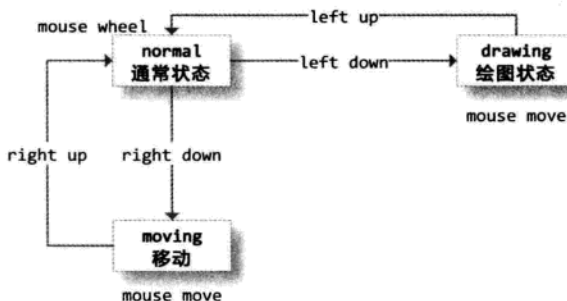 left up
mouse wheel
normal
通常状态
left down
drawing
绘图状态
mouse move
right up
right down
moving
移动
mouse move